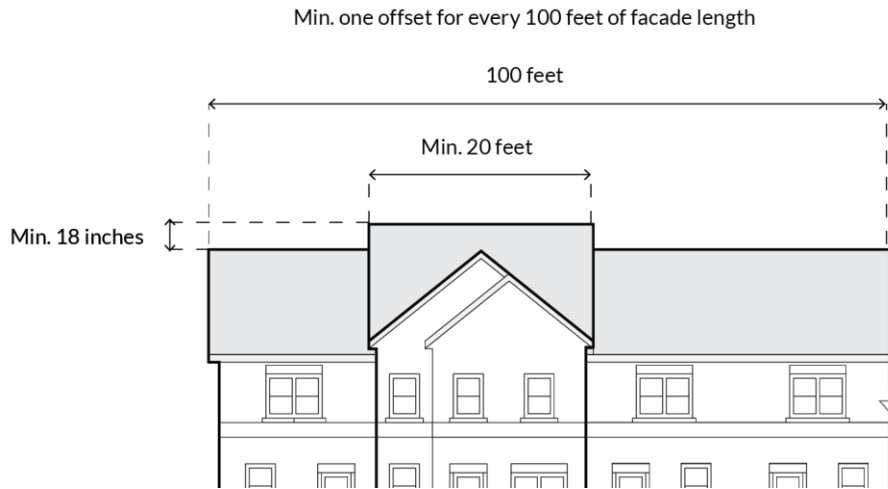 Min. one offset for every 100 feet of facade length
100 feet
Min. 20 feet
Min. 18 inches